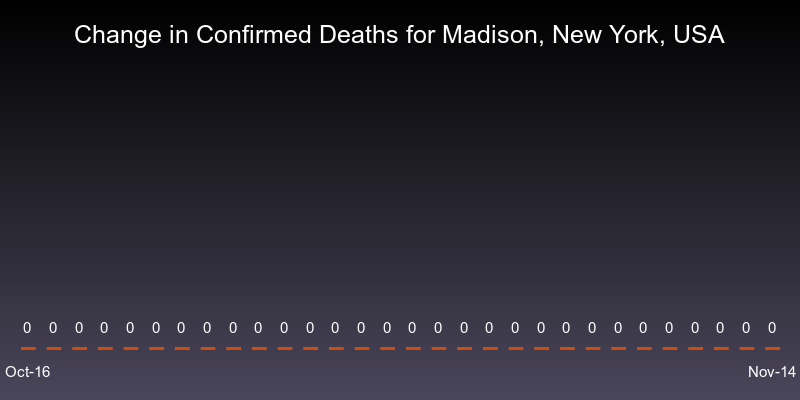 Change in Confirmed Deaths for Madison, New York, USA
0 0 0 0 0 0 0 0 0 0 0 0 0 0 0 0 0 0 0 0 0 0 0 0 0 0 0 0 0 0
Oct-16 Nov-14